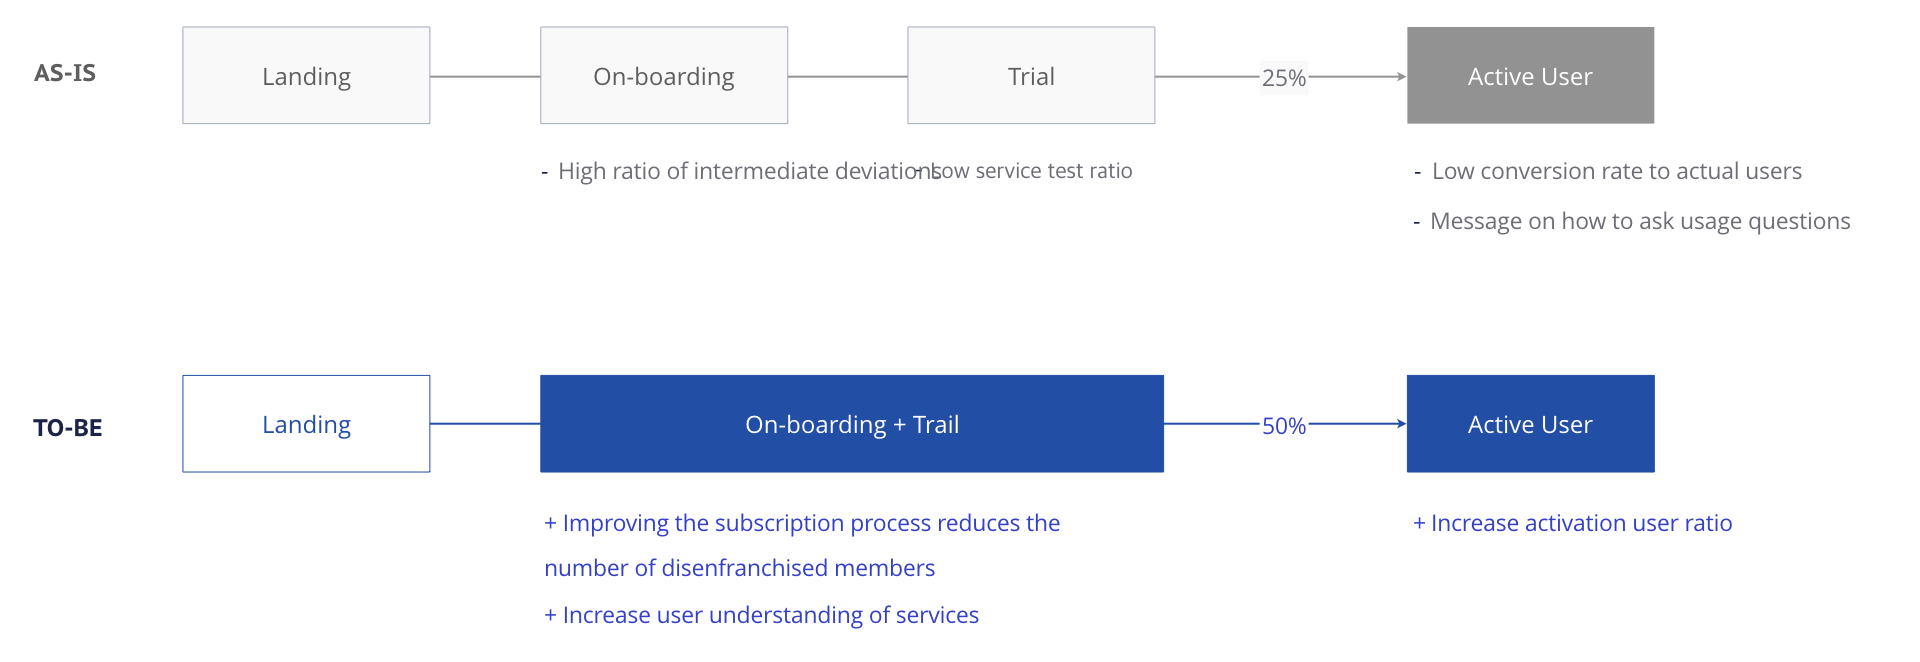 AS-IS
Landing
On-boarding
Trial
25%
Active User
- High ratio of intermediate deviations
- Low service test ratio
- Low conversion rate to actual users
- Message on how to ask usage questions
TO-BE
Landing
On-boarding + Trail
50%
Active User
+ Improving the subscription process reduces the
number of disenfranchised members
+ Increase user understanding of services
+ Increase activation user ratio